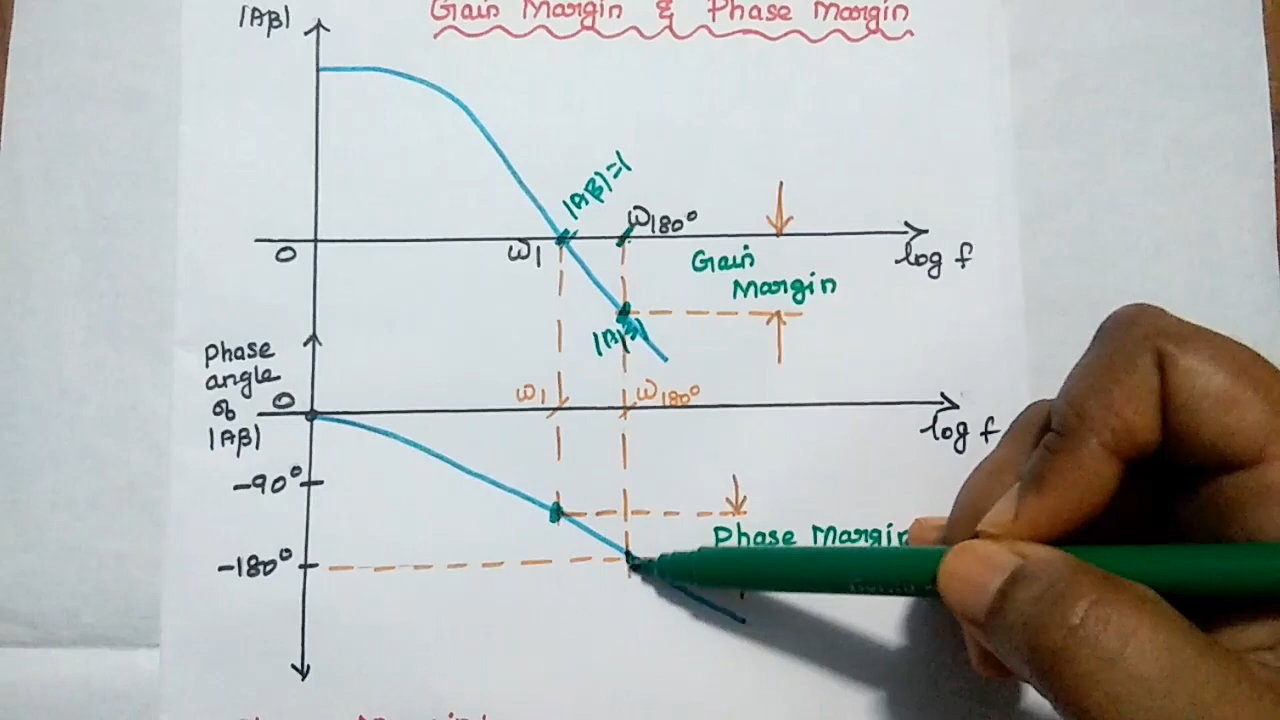 Gain Margin & Phase Margin
|Aβ|
|Aβ|=1
ω180°
0
ω1
log f
Gain
Margin
Phase
angle
of
|Aβ|
0
ω1
ω180°
log f
-90°
Phase Margin
-180°